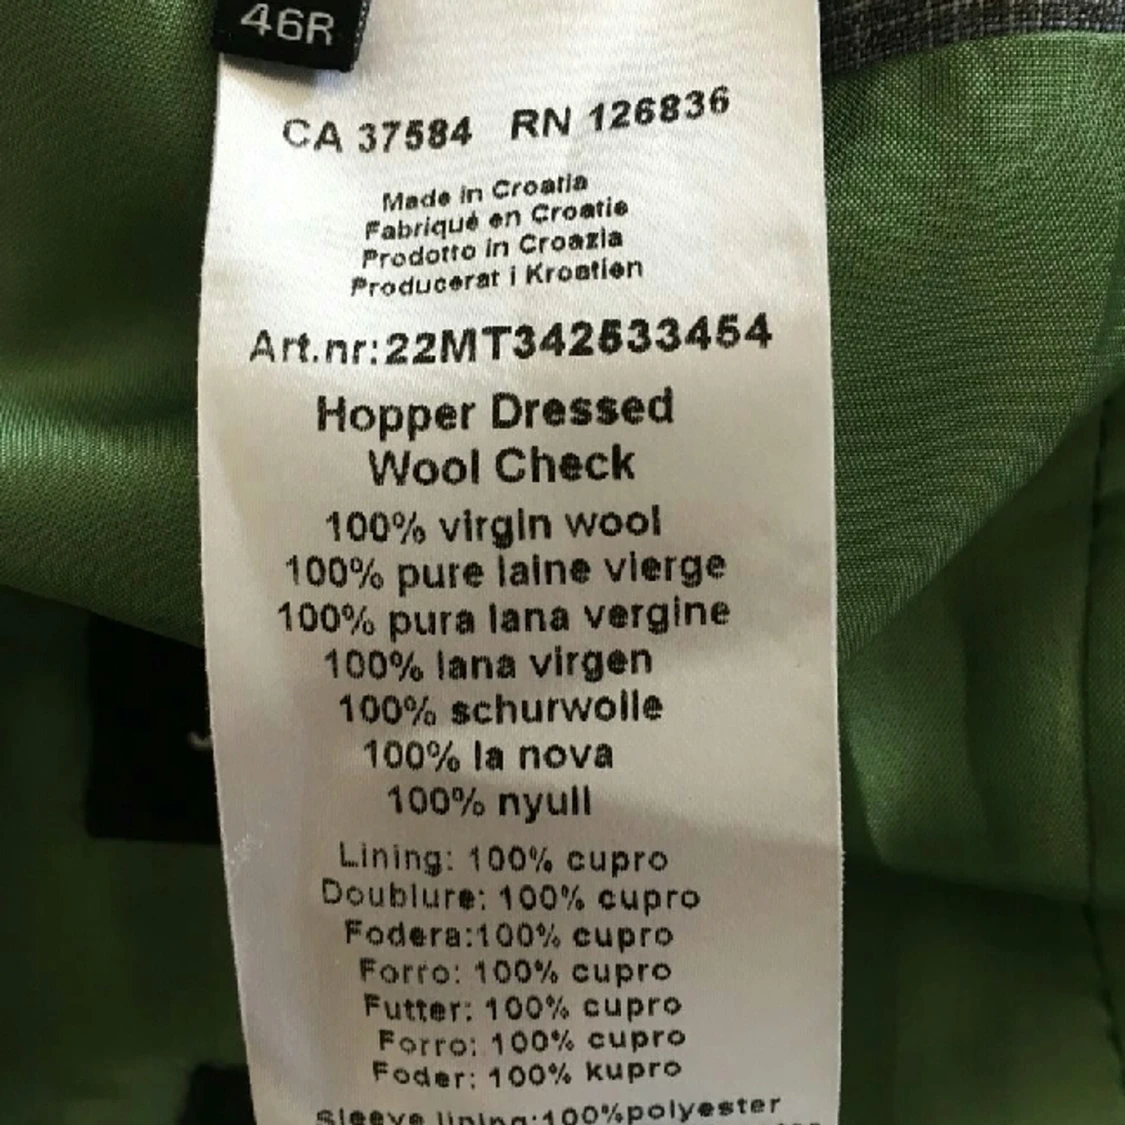 46R
CA 37584 RN 126836
Made in Croatia
Fabriqué en Croatie
Prodotto in Croazia
Producerat i Kroatien
Art.nr:22MT342533454
Hopper Dressed
Wool Check
100% virgin wool
100% pure laine vierge
100% pura lana vergine
100% lana virgen
100% schurwolle
100% la nova
100% nyull
Lining: 100% cupro
Doublure: 100% cupro
Fodera:100% cupro
Forro: 100% cupro
Futter: 100% cupro
Forro: 100% cupro
Foder: 100% kupro
Sleeve lining:100%polyester